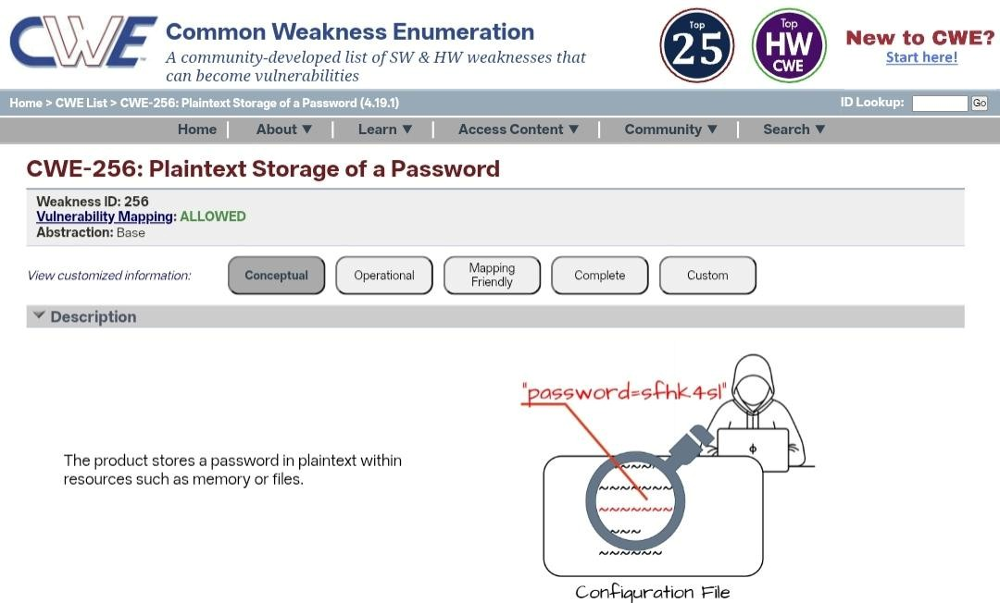 CWE
Common Weakness Enumeration
A community-developed list of SW & HW weaknesses that
can become vulnerabilities
Top
25
Top
HW
CWE
New to CWE?
Start here!
Home > CWE List > CWE-256: Plaintext Storage of a Password (4.19.1)
ID Lookup:
Go
Home
About ▼
Learn ▼
Access Content ▼
Community ▼
Search ▼
CWE-256: Plaintext Storage of a Password
Weakness ID: 256
Vulnerability Mapping: ALLOWED
Abstraction: Base
View customized information:
Conceptual
Operational
Mapping
Friendly
Complete
Custom
Description
"password=sfhk4sl"
The product stores a password in plaintext within
resources such as memory or files.
Configuration File